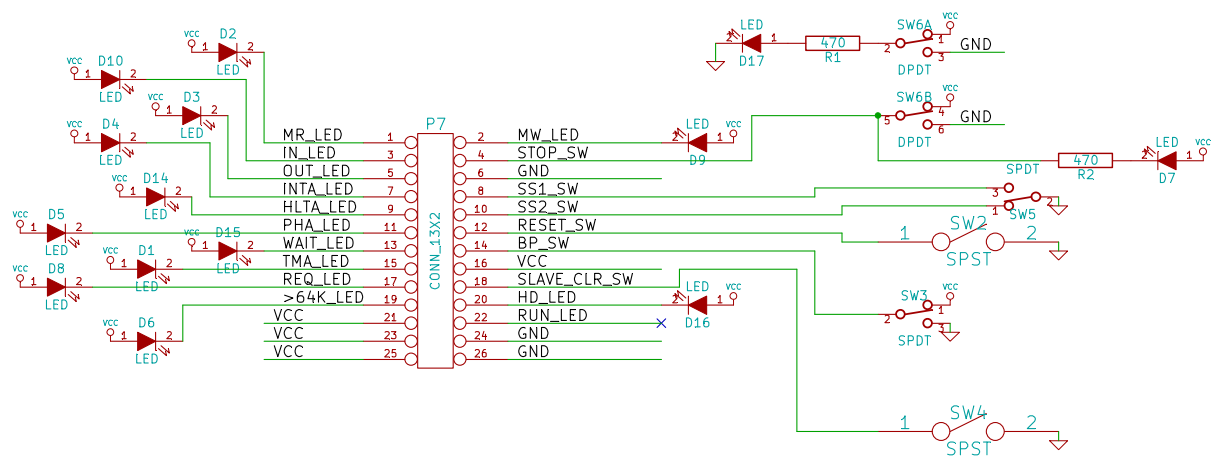 VCC 1 D2 2 LED
VCC 1 D10 2 LED
VCC 1 D3 2 LED
VCC 1 D4 2 LED
VCC 1 D14 2 LED
VCC 1 D5 2 LED
VCC 1 D15 2 LED
VCC 1 D1 2 LED
VCC 1 D8 2 LED
VCC 1 D6 2 LED
P7
CONN_13X2
MR_LED 1 2 MW_LED
IN_LED 3 4 STOP_SW
OUT_LED 5 6 GND
INTA_LED 7 8 SS1_SW
HLTA_LED 9 10 SS2_SW
PHA_LED 11 12 RESET_SW
WAIT_LED 13 14 BP_SW
TMA_LED 15 16 VCC
REQ_LED 17 18 SLAVE_CLR_SW
>64K_LED 19 20 HD_LED
VCC 21 22 RUN_LED
VCC 23 24 GND
VCC 25 26 GND
LED 2 1 D17
470 R1
SW6A VCC 2 1 3 GND DPDT
LED 2 1 VCC D9
SW6B VCC 5 4 6 GND DPDT
470 R2
LED 2 1 VCC D7
SPDT 3 1 2 SW5
1 SW2 2 SPST
SW3 VCC 2 1 3 SPDT
LED 2 1 VCC D16
1 SW4 2 SPST